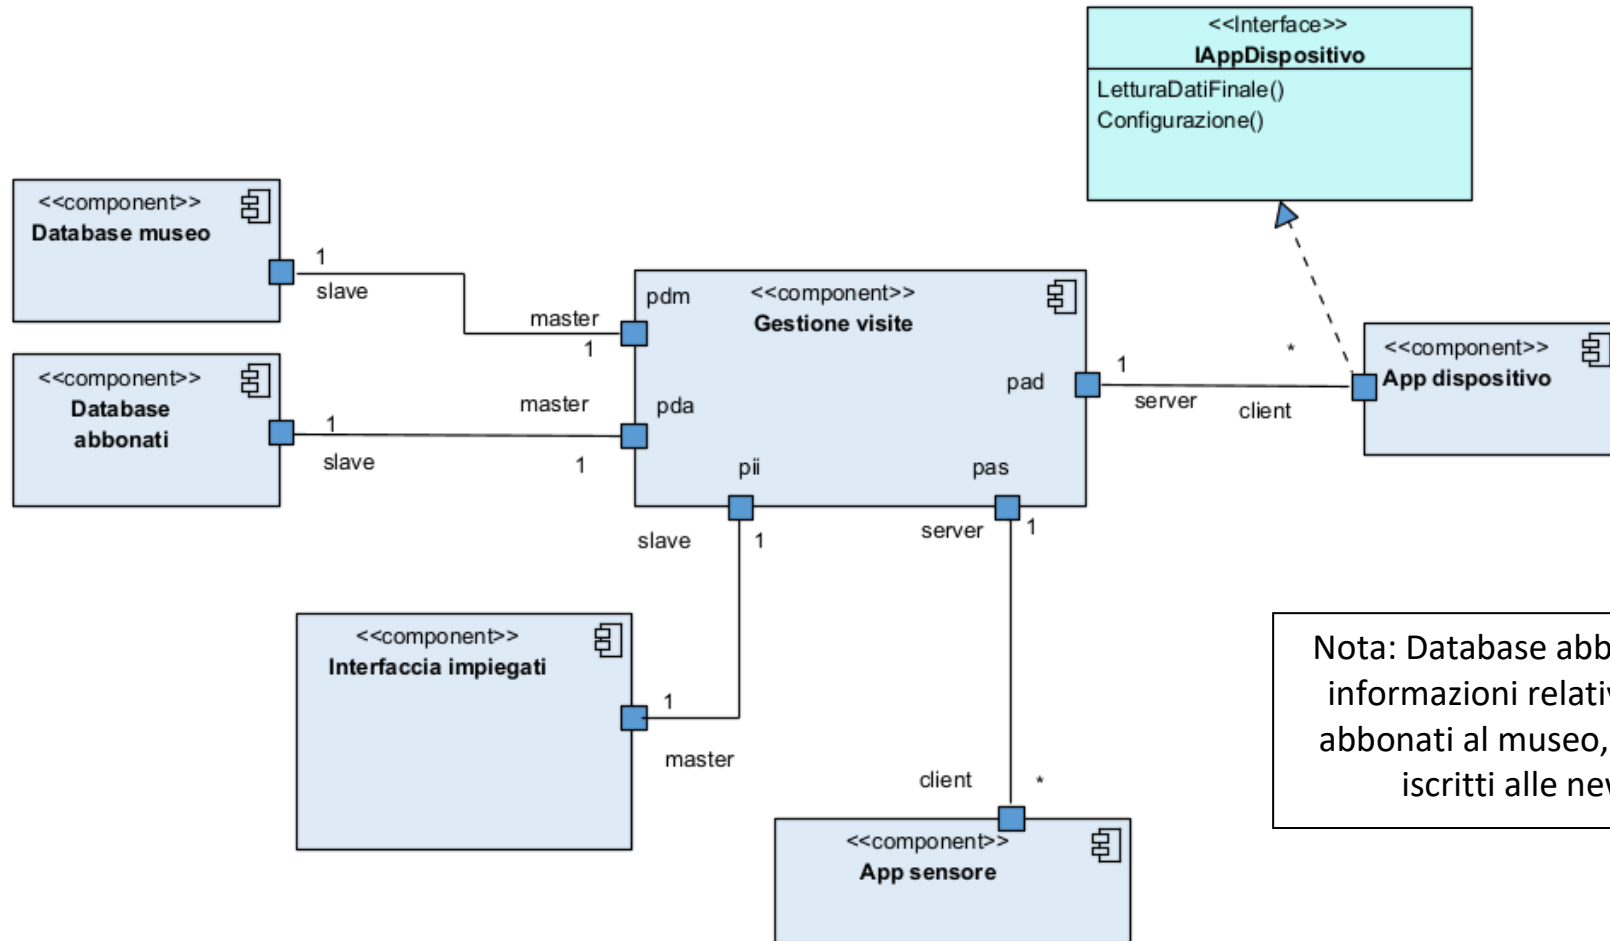 <<Interface>>
IAppDispositivo
LetturaDatiFinale()
Configurazione()
<<component>>
Database museo
1
slave
master
1
<<component>>
Database
abbonati
1
slave
master
1
pdm
<<component>>
Gestione visite
pda
pad
pii
pas
1
server
*
client
<<component>>
App dispositivo
slave
1
server
1
<<component>>
Interfaccia impiegati
1
master
client
*
<<component>>
App sensore
Nota: Database abb
informazioni relativ
abbonati al museo,
iscritti alle